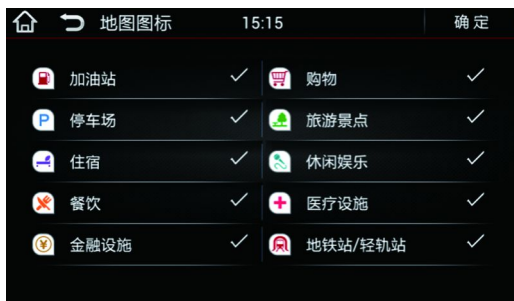 地图图标 15:15 确定
加油站 购物
P 停车场 旅游景点
住宿 休闲娱乐
餐饮 医疗设施
¥ 金融设施 地铁站/轻轨站